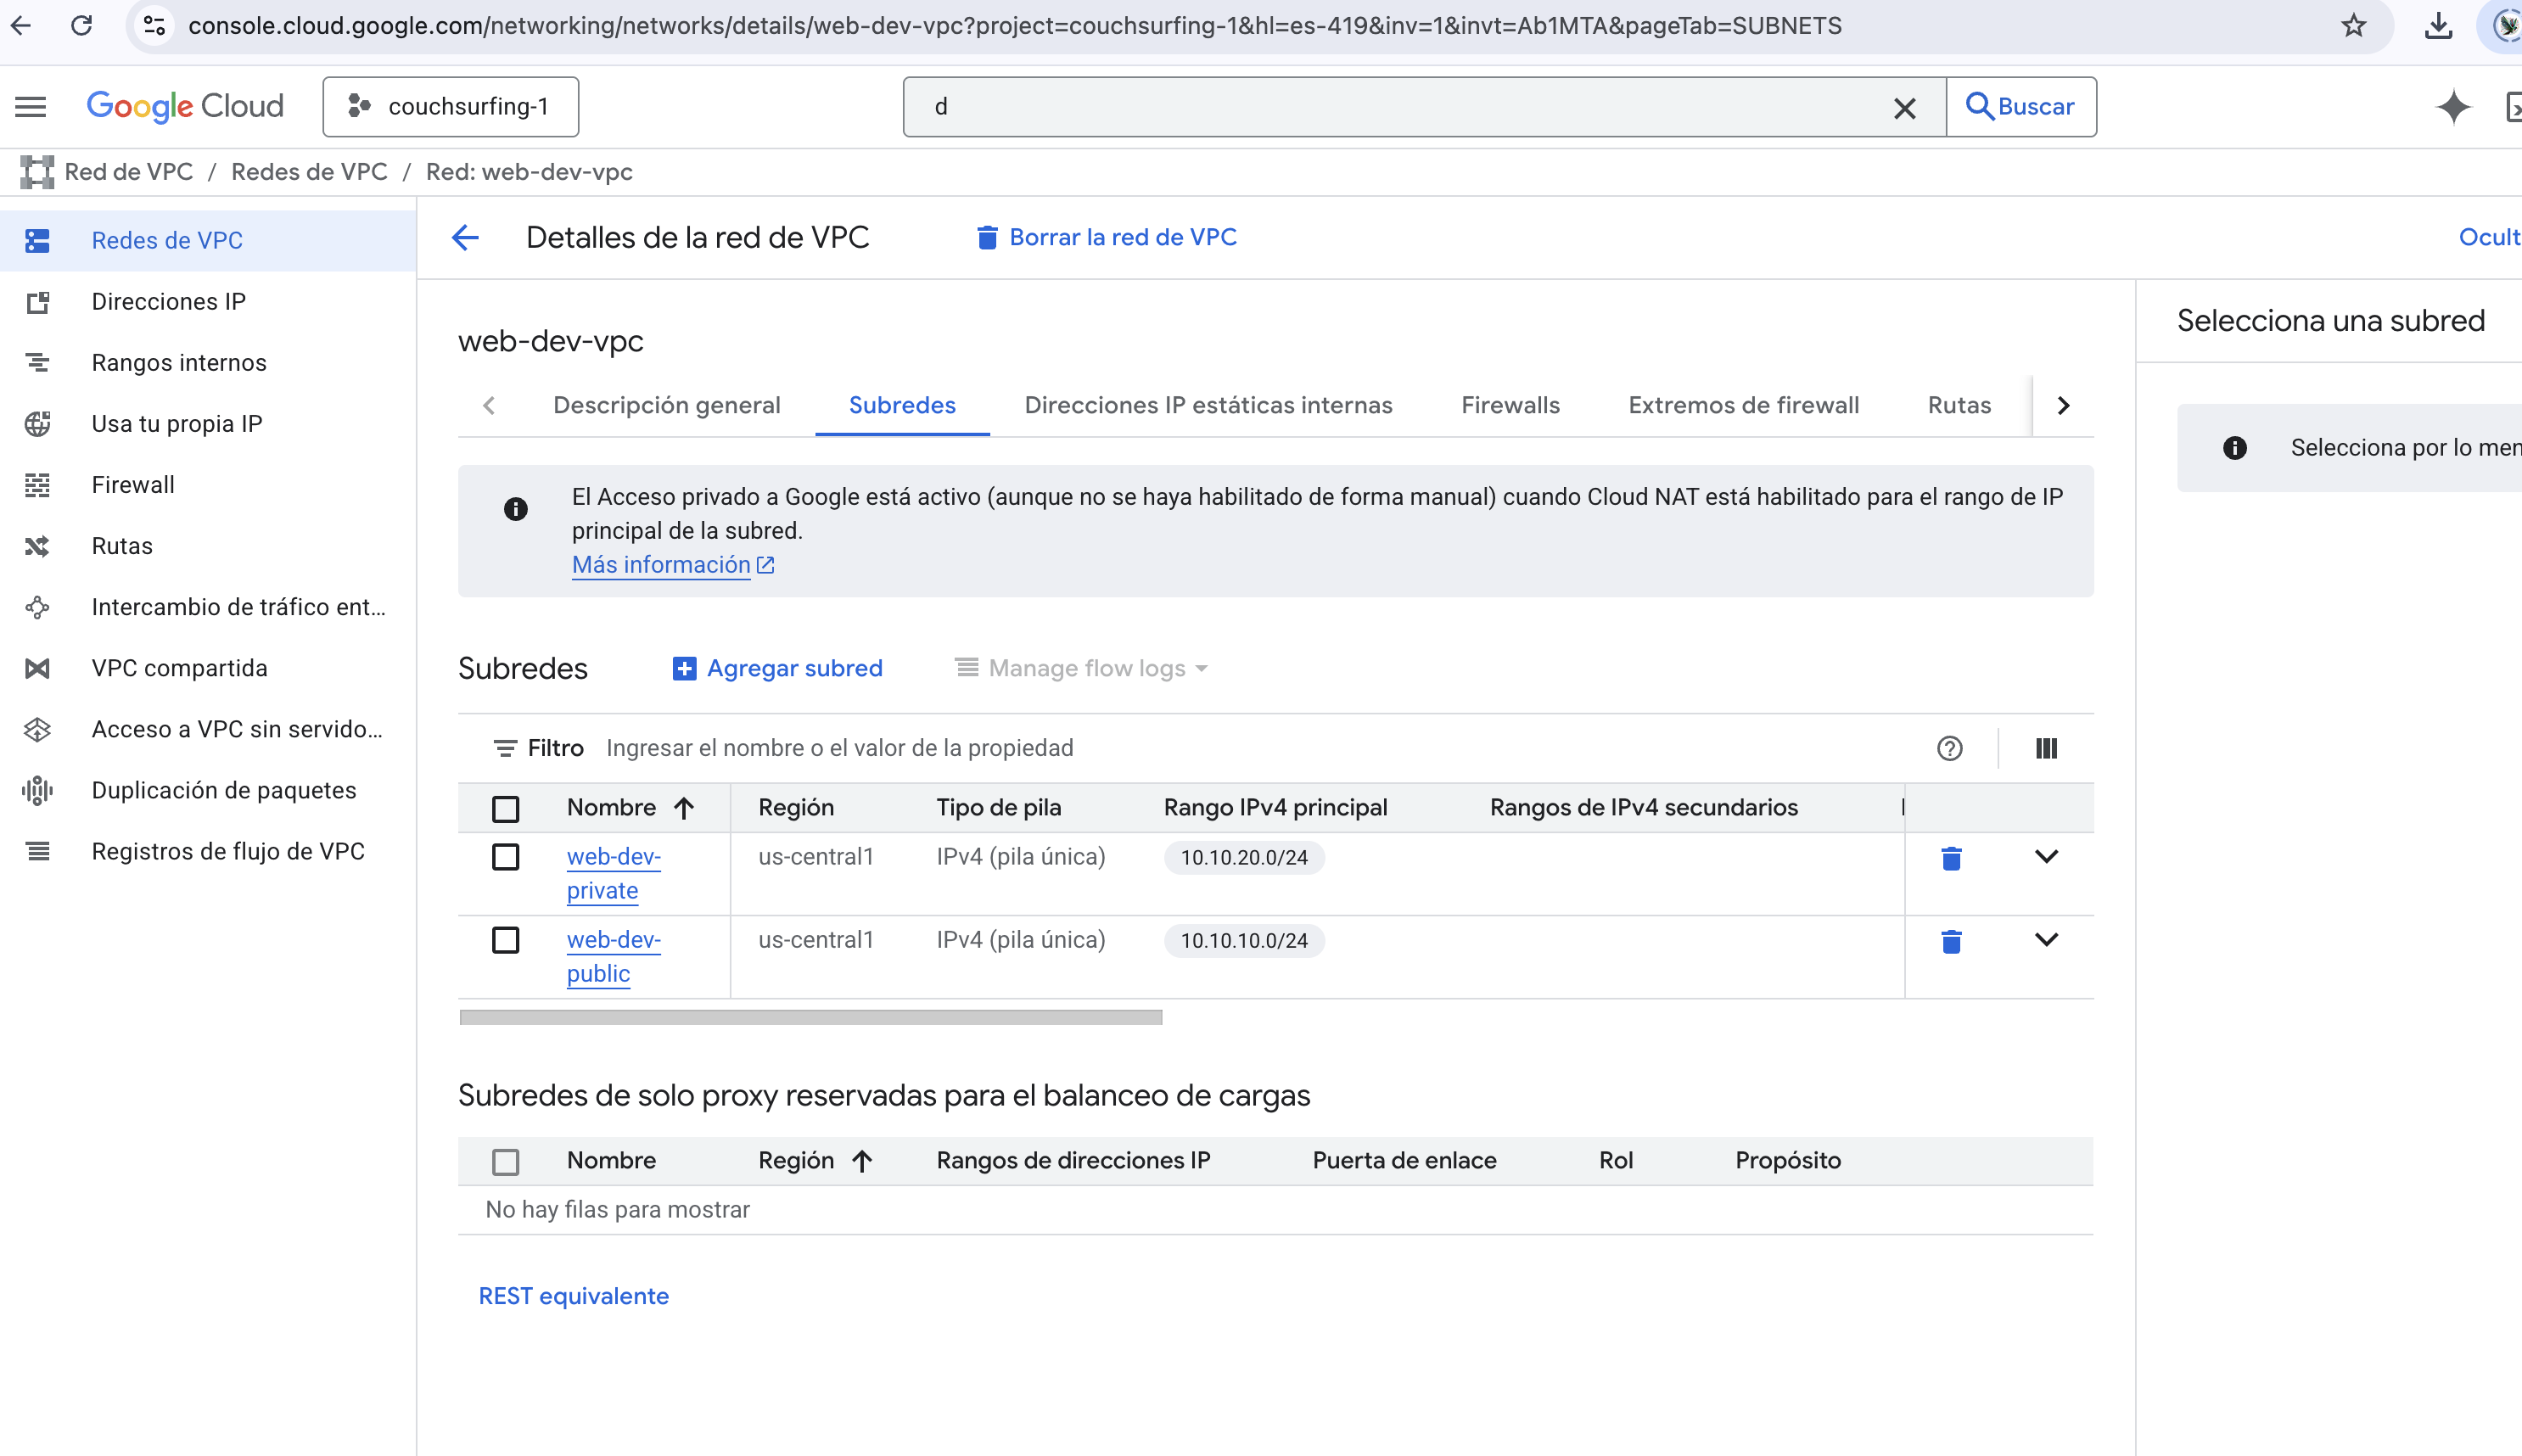 console.cloud.google.com/networking/networks/details/web-dev-vpc?project=couchsurfing-1&hl=es-419&inv=1&invt=Ab1MTA&pageTab=SUBNETS
Google Cloud
couchsurfing-1
d
Buscar
Red de VPC / Redes de VPC / Red: web-dev-vpc
Redes de VPC
Direcciones IP
Rangos internos
Usa tu propia IP
Firewall
Rutas
Intercambio de tráfico ent...
VPC compartida
Acceso a VPC sin servido...
Duplicación de paquetes
Registros de flujo de VPC
Detalles de la red de VPC
Borrar la red de VPC
Ocult
web-dev-vpc
Descripción general
Subredes
Direcciones IP estáticas internas
Firewalls
Extremos de firewall
Rutas
El Acceso privado a Google está activo (aunque no se haya habilitado de forma manual) cuando Cloud NAT está habilitado para el rango de IP
principal de la subred.
Más información
Subredes
Agregar subred
Manage flow logs
Filtro Ingresar el nombre o el valor de la propiedad
Nombre Región Tipo de pila Rango IPv4 principal Rangos de IPv4 secundarios
web-dev-private us-central1 IPv4 (pila única) 10.10.20.0/24
web-dev-public us-central1 IPv4 (pila única) 10.10.10.0/24
Subredes de solo proxy reservadas para el balanceo de cargas
Nombre Región Rangos de direcciones IP Puerta de enlace Rol Propósito
No hay filas para mostrar
REST equivalente
Selecciona una subred
Selecciona por lo men